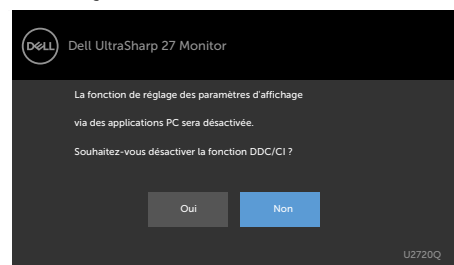 DELL
Dell UltraSharp 27 Monitor
La fonction de réglage des paramètres d'affichage
via des applications PC sera désactivée.
Souhaitez-vous désactiver la fonction DDC/CI ?
Oui
Non
U2720Q